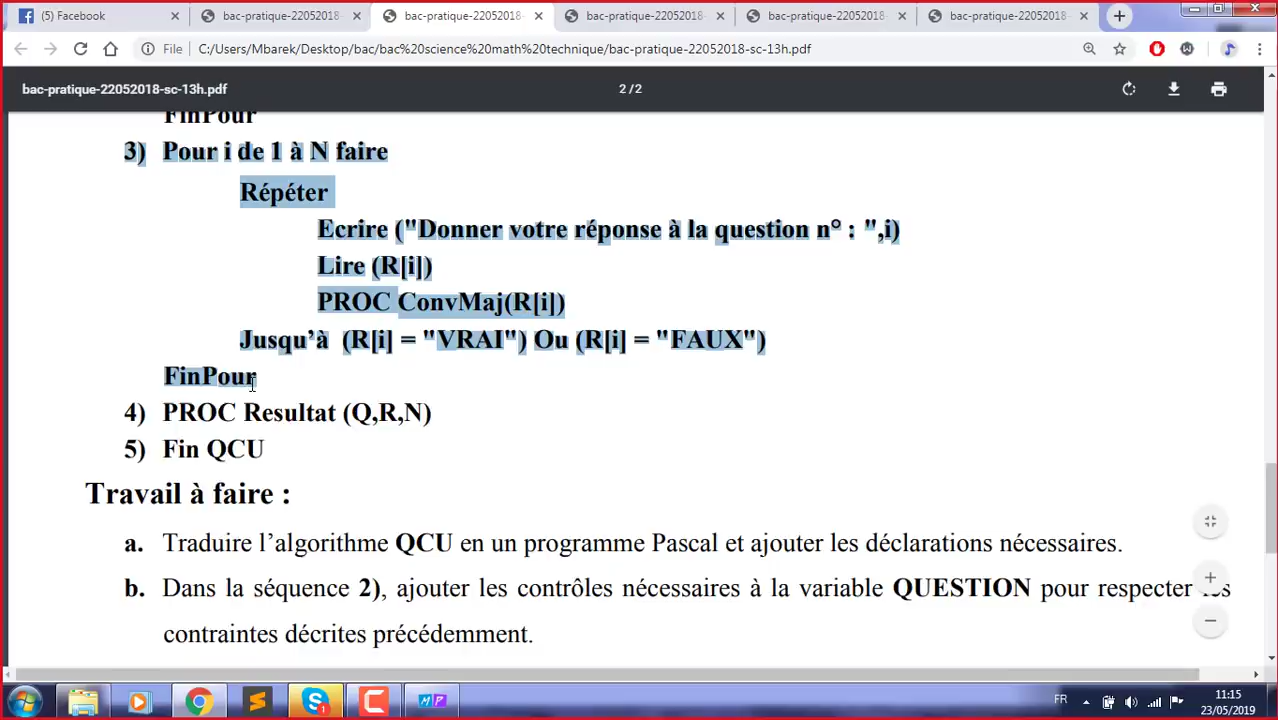 (5) Facebook
bac-pratique-22052018-
bac-pratique-22052018-
bac-pratique-22052018-
bac-pratique-22052018-
bac-pratique-22052018-
File
C:/Users/Mbarek/Desktop/bac/bac%20science%20math%20technique/bac-pratique-22052018-sc-13h.pdf
bac-pratique-22052018-sc-13h.pdf
2 / 2
FinPour
3) Pour i de 1 à N faire
Répéter
Ecrire ("Donner votre réponse à la question n° : ",i)
Lire (R[i])
PROC ConvMaj(R[i])
Jusqu’à (R[i] = "VRAI") Ou (R[i] = "FAUX")
FinPour
4) PROC Resultat (Q,R,N)
5) Fin QCU
Travail à faire :
a. Traduire l’algorithme QCU en un programme Pascal et ajouter les déclarations nécessaires.
b. Dans la séquence 2), ajouter les contrôles nécessaires à la variable QUESTION pour respecter les
contraintes décrites précédemment.
FR
11:15
23/05/2019